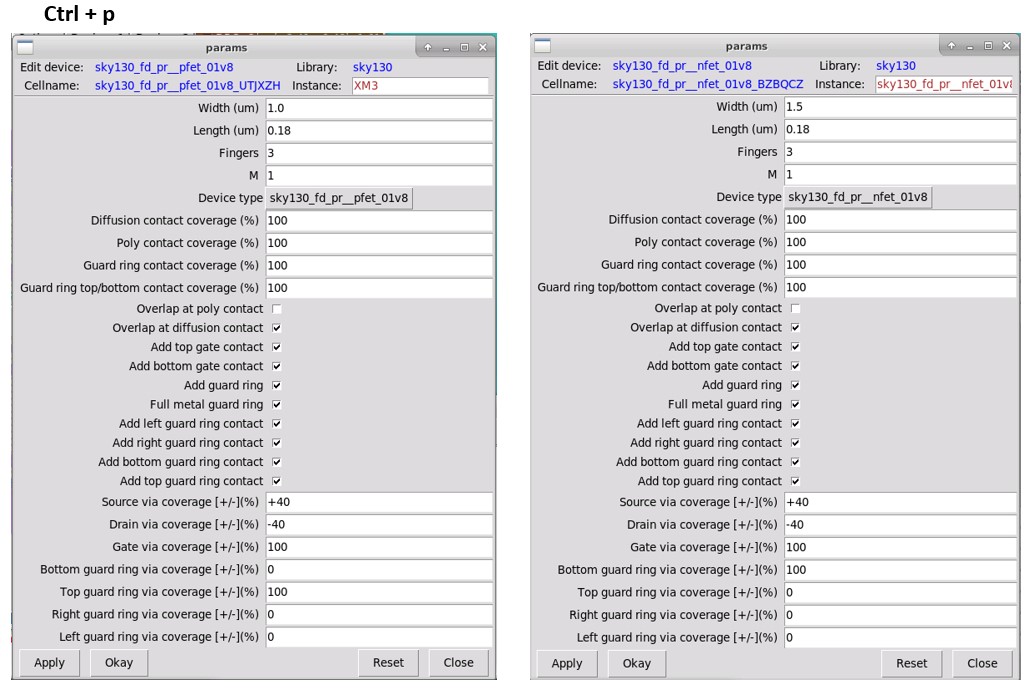 Ctrl + p
params
Edit device: sky130_fd_pr__pfet_01v8 Library: sky130
Cellname: sky130_fd_pr__pfet_01v8_UTJXZH Instance: XM3
Width (um) 1.0
Length (um) 0.18
Fingers 3
M 1
Device type sky130_fd_pr__pfet_01v8
Diffusion contact coverage (%) 100
Poly contact coverage (%) 100
Guard ring contact coverage (%) 100
Guard ring top/bottom contact coverage (%) 100
Overlap at poly contact
Overlap at diffusion contact
Add top gate contact
Add bottom gate contact
Add guard ring
Full metal guard ring
Add left guard ring contact
Add right guard ring contact
Add bottom guard ring contact
Add top guard ring contact
Source via coverage [+/-](%) +40
Drain via coverage [+/-](%) -40
Gate via coverage [+/-](%) 100
Bottom guard ring via coverage [+/-](%) 0
Top guard ring via coverage [+/-](%) 100
Right guard ring via coverage [+/-](%) 0
Left guard ring via coverage [+/-](%) 0
Apply Okay Reset Close
params
Edit device: sky130_fd_pr__nfet_01v8 Library: sky130
Cellname: sky130_fd_pr__nfet_01v8_BZBQCZ Instance: sky130_fd_pr__nfet_01v8
Width (um) 1.5
Length (um) 0.18
Fingers 3
M 1
Device type sky130_fd_pr__nfet_01v8
Diffusion contact coverage (%) 100
Poly contact coverage (%) 100
Guard ring contact coverage (%) 100
Guard ring top/bottom contact coverage (%) 100
Overlap at poly contact
Overlap at diffusion contact
Add top gate contact
Add bottom gate contact
Add guard ring
Full metal guard ring
Add left guard ring contact
Add right guard ring contact
Add bottom guard ring contact
Add top guard ring contact
Source via coverage [+/-](%) +40
Drain via coverage [+/-](%) -40
Gate via coverage [+/-](%) 100
Bottom guard ring via coverage [+/-](%) 100
Top guard ring via coverage [+/-](%) 0
Right guard ring via coverage [+/-](%) 0
Left guard ring via coverage [+/-](%) 0
Apply Okay Reset Close